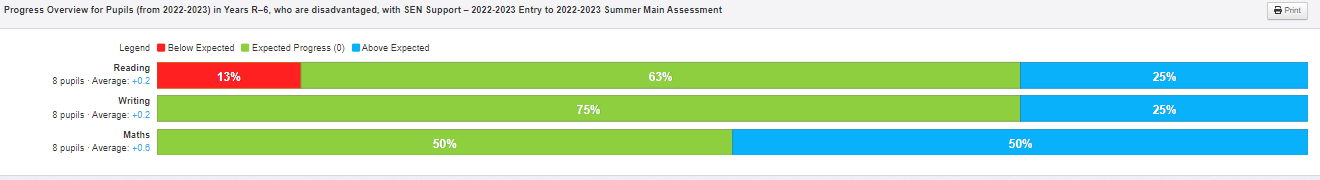 Progress Overview for Pupils (from 2022-2023) in Years R–6, who are disadvantaged, with SEN Support – 2022-2023 Entry to 2022-2023 Summer Main Assessment
Print
Legend Below Expected Expected Progress (0) Above Expected
Reading
8 pupils · Average: +0.2
13% 63% 25%
Writing
8 pupils · Average: +0.2
75% 25%
Maths
8 pupils · Average: +0.6
50% 50%